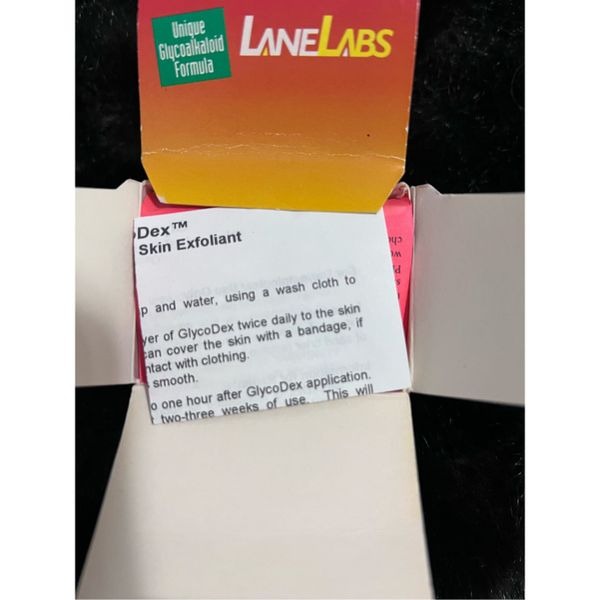 Unique
Glycoalkaloid
Formula
LANELABS
Dex™
Skin Exfoliant
p and water, using a wash cloth to
yer of GlycoDex twice daily to the skin
can cover the skin with a bandage, if
ntact with clothing.
smooth.
o one hour after GlycoDex application.
two-three weeks of use. This will